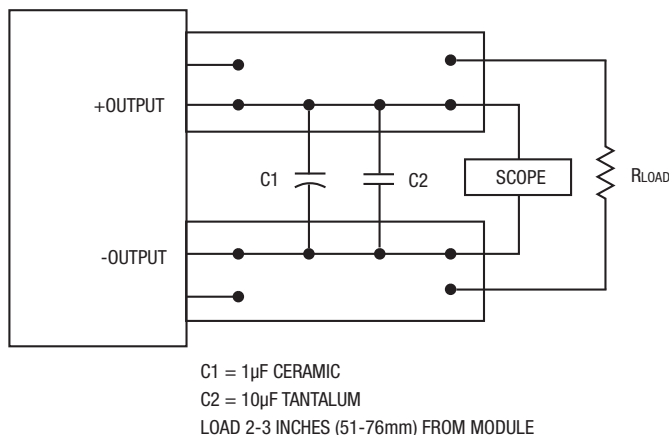 +OUTPUT
C1
C2
SCOPE
RLOAD
-OUTPUT
C1 = 1µF CERAMIC
C2 = 10µF TANTALUM
LOAD 2-3 INCHES (51-76mm) FROM MODULE